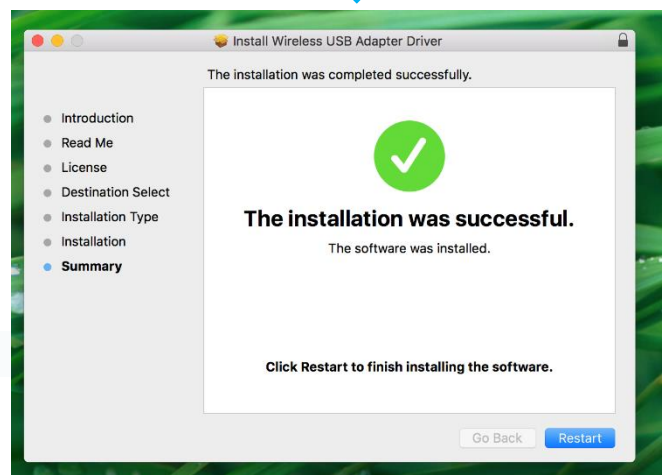 Install Wireless USB Adapter Driver
The installation was completed successfully.
Introduction
Read Me
License
Destination Select
Installation Type
Installation
Summary
The installation was successful.
The software was installed.
Click Restart to finish installing the software.
Go Back
Restart